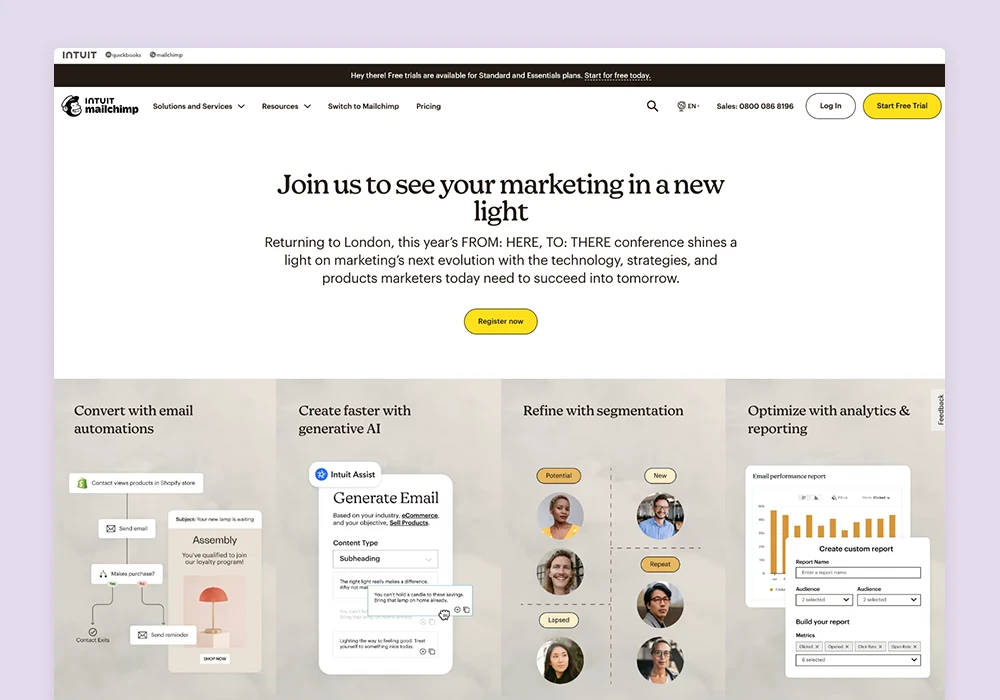 INTUIT quickbooks mailchimp
Hey there! Free trials are available for Standard and Essentials plans. Start for free today.
INTUIT
mailchimp
Solutions and Services Resources Switch to Mailchimp Pricing EN Sales: 0800 086 8196 Log In Start Free Trial
Join us to see your marketing in a new
light
Returning to London, this year's FROM: HERE, TO: THERE conference shines a
light on marketing's next evolution with the technology, strategies, and
products marketers today need to succeed into tomorrow.
Register now
Feedback
Convert with email
automations
Contact views products in Shopify store
Send email
Makes purchase?
Yes No
Contact Exits
Send reminder
Subject: Your new lamp is waiting
Assembly
You've qualified to join
our loyalty program!
SHOP NOW
Create faster with
generative AI
Intuit Assist
Generate Email
Based on your industry, eCommerce,
and your objective, Sell Products.
Content Type
Subheading
The right light really makes a difference.
Why not
You can't hold a candle to these savings.
Bring that lamp on home already.
You can't
Lighting the way to feeling good. Treat
yourself to something nice today.
Refine with segmentation
Potential
New
Repeat
Lapsed
Optimize with analytics &
reporting
Email performance report
Clicked
Create custom report
Report Name
Enter a report name
Audience Audience
2 selected 2 selected
Build your report
Metrics
Clicked Opened Click Rate Open Rate
6 selected